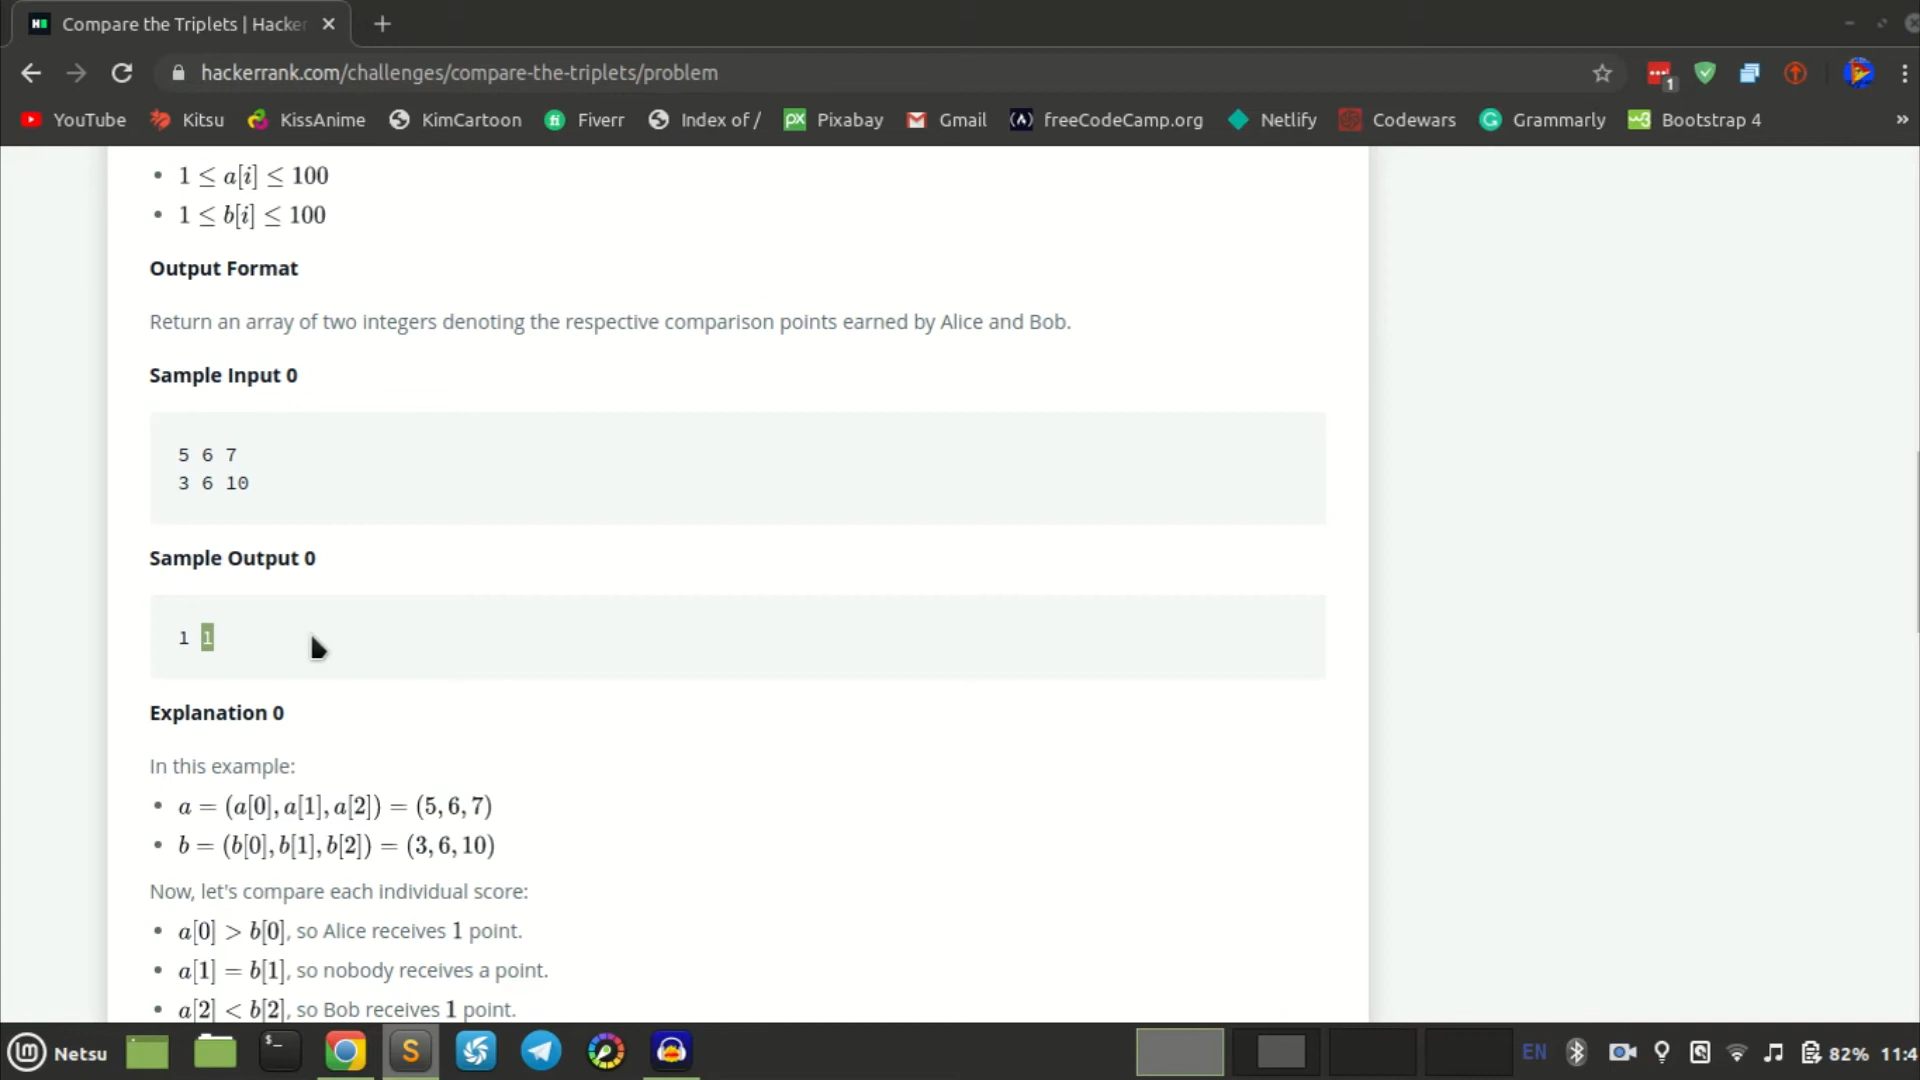 Compare the Triplets | Hacker
hackerrank.com/challenges/compare-the-triplets/problem
1
YouTube Kitsu KissAnime KimCartoon Fiverr Index of / Pixabay Gmail freeCodeCamp.org Netlify Codewars Grammarly Bootstrap 4 »
• 1 ≤ a[i] ≤ 100
• 1 ≤ b[i] ≤ 100
Output Format
Return an array of two integers denoting the respective comparison points earned by Alice and Bob.
Sample Input 0
5 6 7
3 6 10
Sample Output 0
1 1
Explanation 0
In this example:
• a = (a[0], a[1], a[2]) = (5, 6, 7)
• b = (b[0], b[1], b[2]) = (3, 6, 10)
Now, let's compare each individual score:
• a[0] > b[0], so Alice receives 1 point.
• a[1] = b[1], so nobody receives a point.
• a[2] < b[2], so Bob receives 1 point.
Netsu EN 82% 11:4